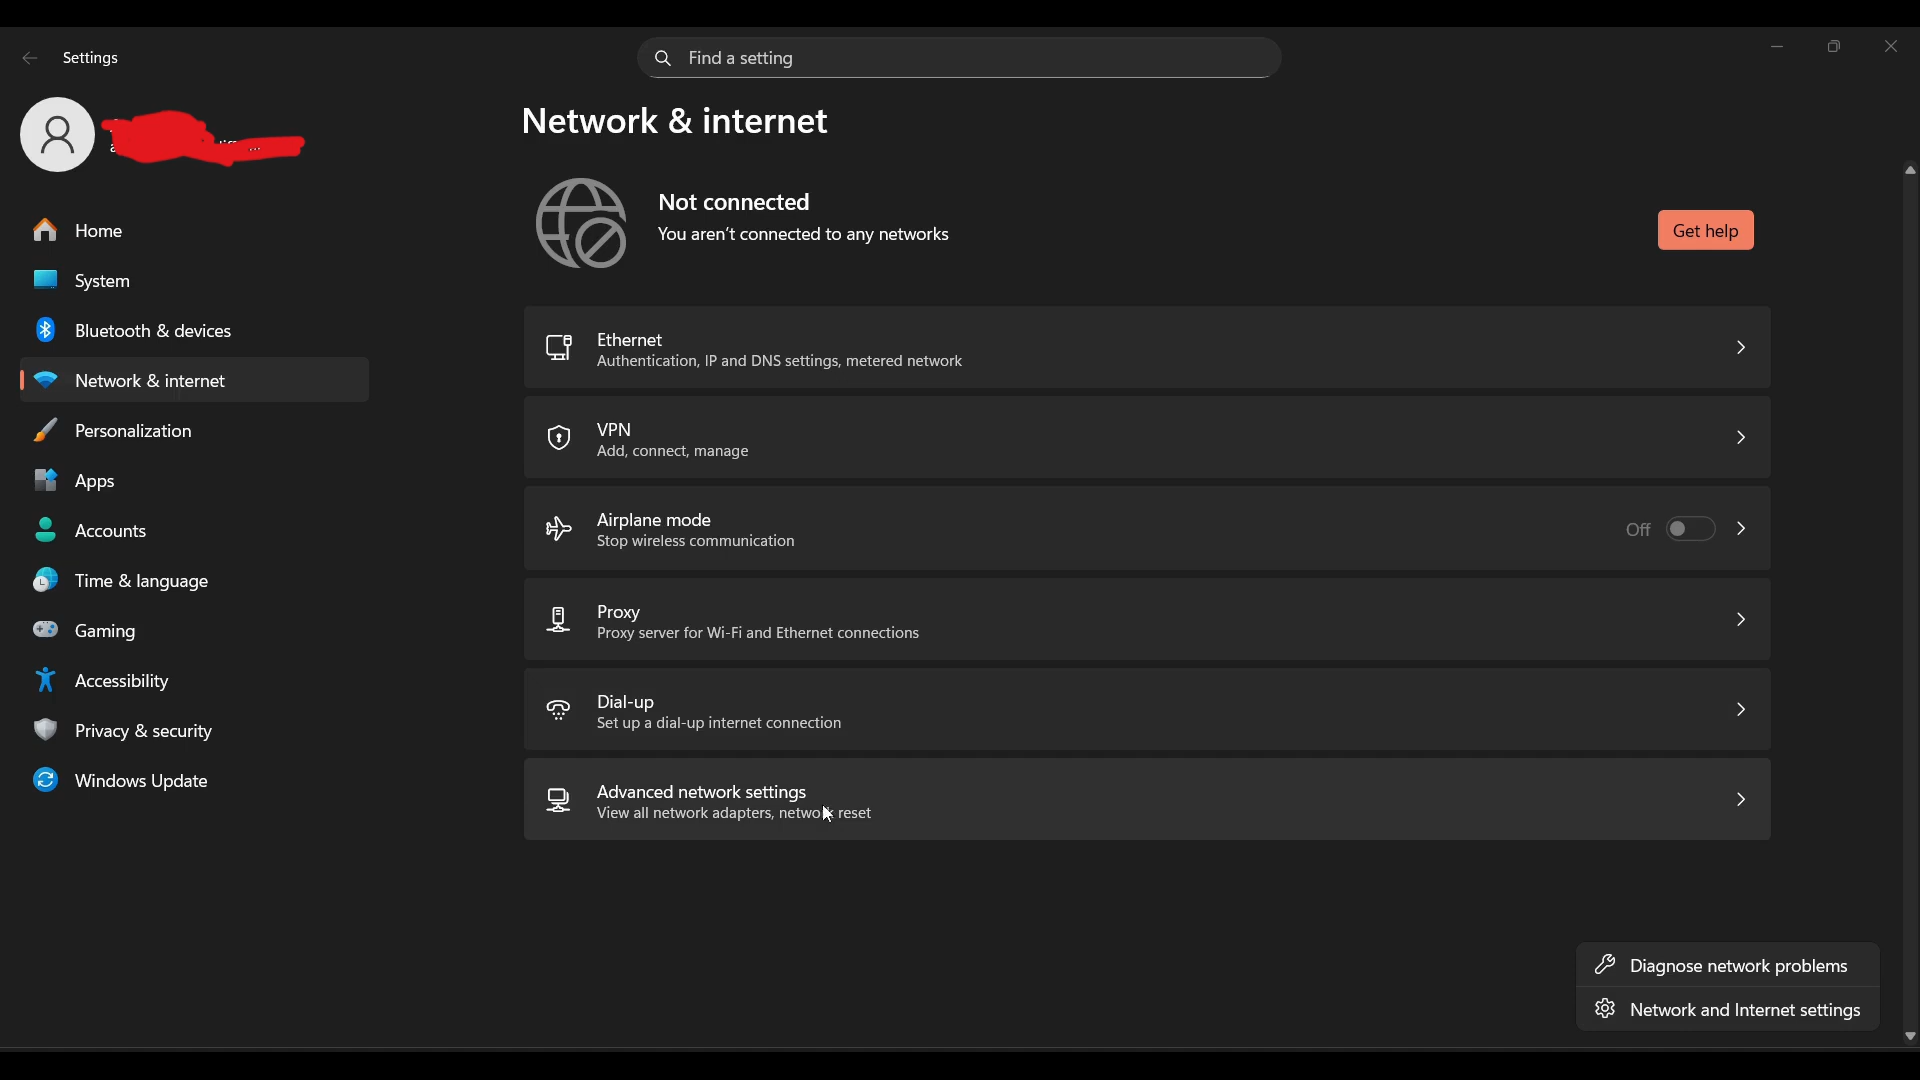 Settings
Find a setting
Network & internet
Not connected
You aren't connected to any networks
Get help
Home
System
Bluetooth & devices
Network & internet
Personalization
Apps
Accounts
Time & language
Gaming
Accessibility
Privacy & security
Windows Update
Ethernet
Authentication, IP and DNS settings, metered network
VPN
Add, connect, manage
Airplane mode
Stop wireless communication
Off
Proxy
Proxy server for Wi-Fi and Ethernet connections
Dial-up
Set up a dial-up internet connection
Advanced network settings
View all network adapters, network reset
Diagnose network problems
Network and Internet settings